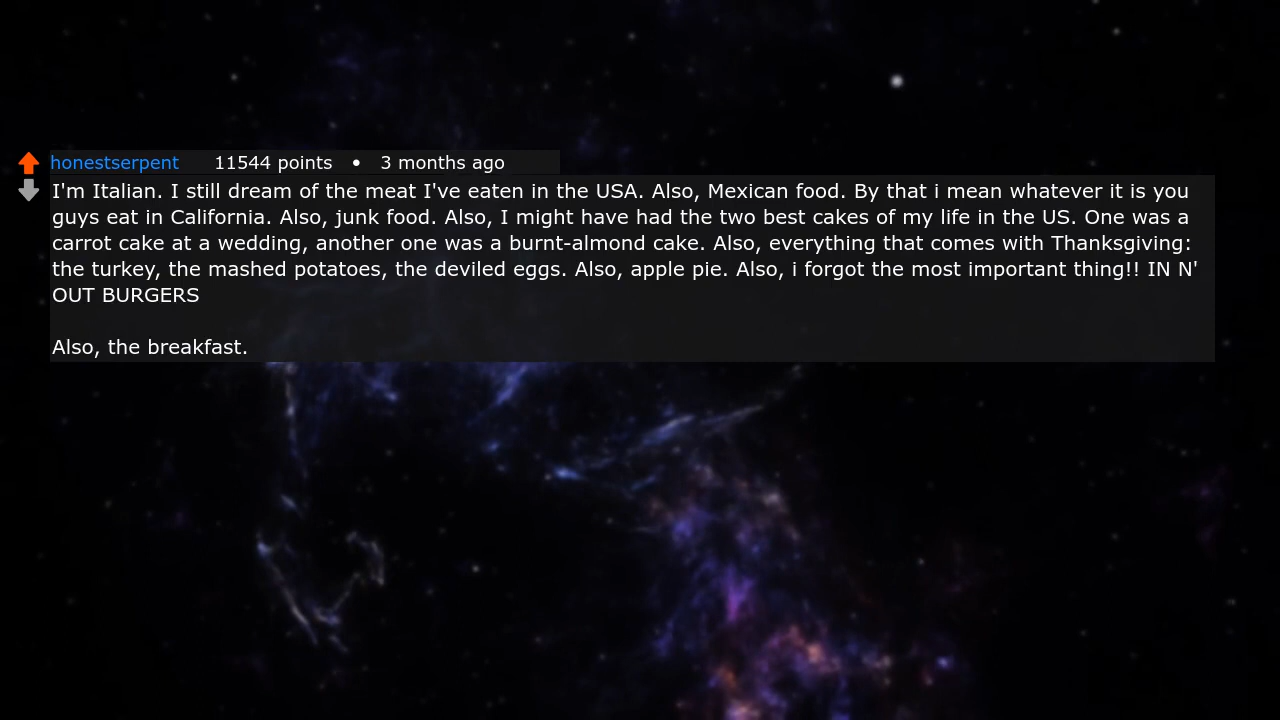 honestserpent 11544 points • 3 months ago
I'm Italian. I still dream of the meat I've eaten in the USA. Also, Mexican food. By that i mean whatever it is you
guys eat in California. Also, junk food. Also, I might have had the two best cakes of my life in the US. One was a
carrot cake at a wedding, another one was a burnt-almond cake. Also, everything that comes with Thanksgiving:
the turkey, the mashed potatoes, the deviled eggs. Also, apple pie. Also, i forgot the most important thing!! IN N'
OUT BURGERS
Also, the breakfast.